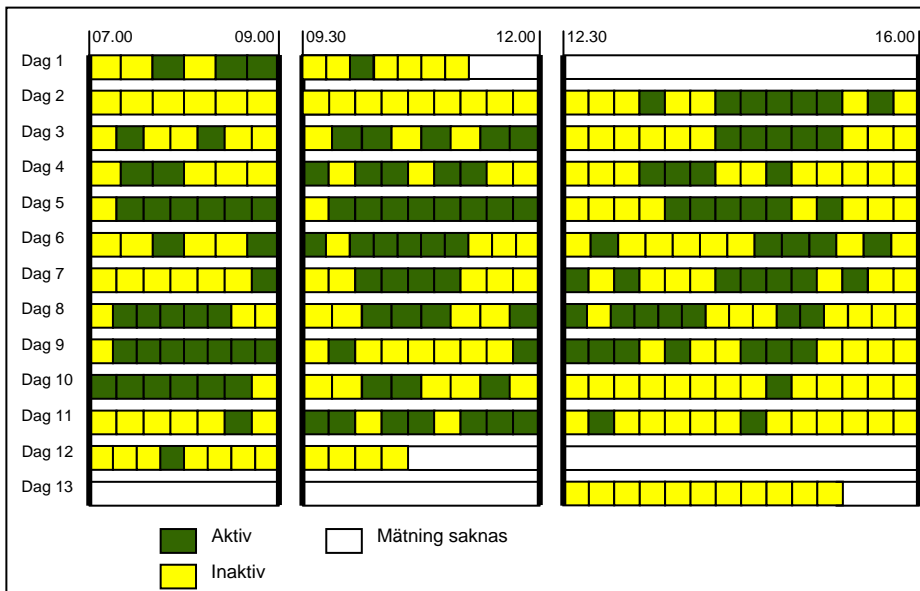 07.00 09.00 09.30 12.00 12.30 16.00
Dag 1
Dag 2
Dag 3
Dag 4
Dag 5
Dag 6
Dag 7
Dag 8
Dag 9
Dag 10
Dag 11
Dag 12
Dag 13
Aktiv Mätning saknas
Inaktiv